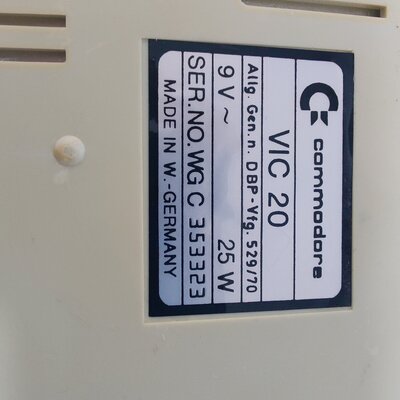 commodore
VIC 20
Allg. Gen. n. DBP-Vfg. 529/70
9 V ~ 25 W
SER.NO. WG C 353323
MADE IN W.-GERMANY